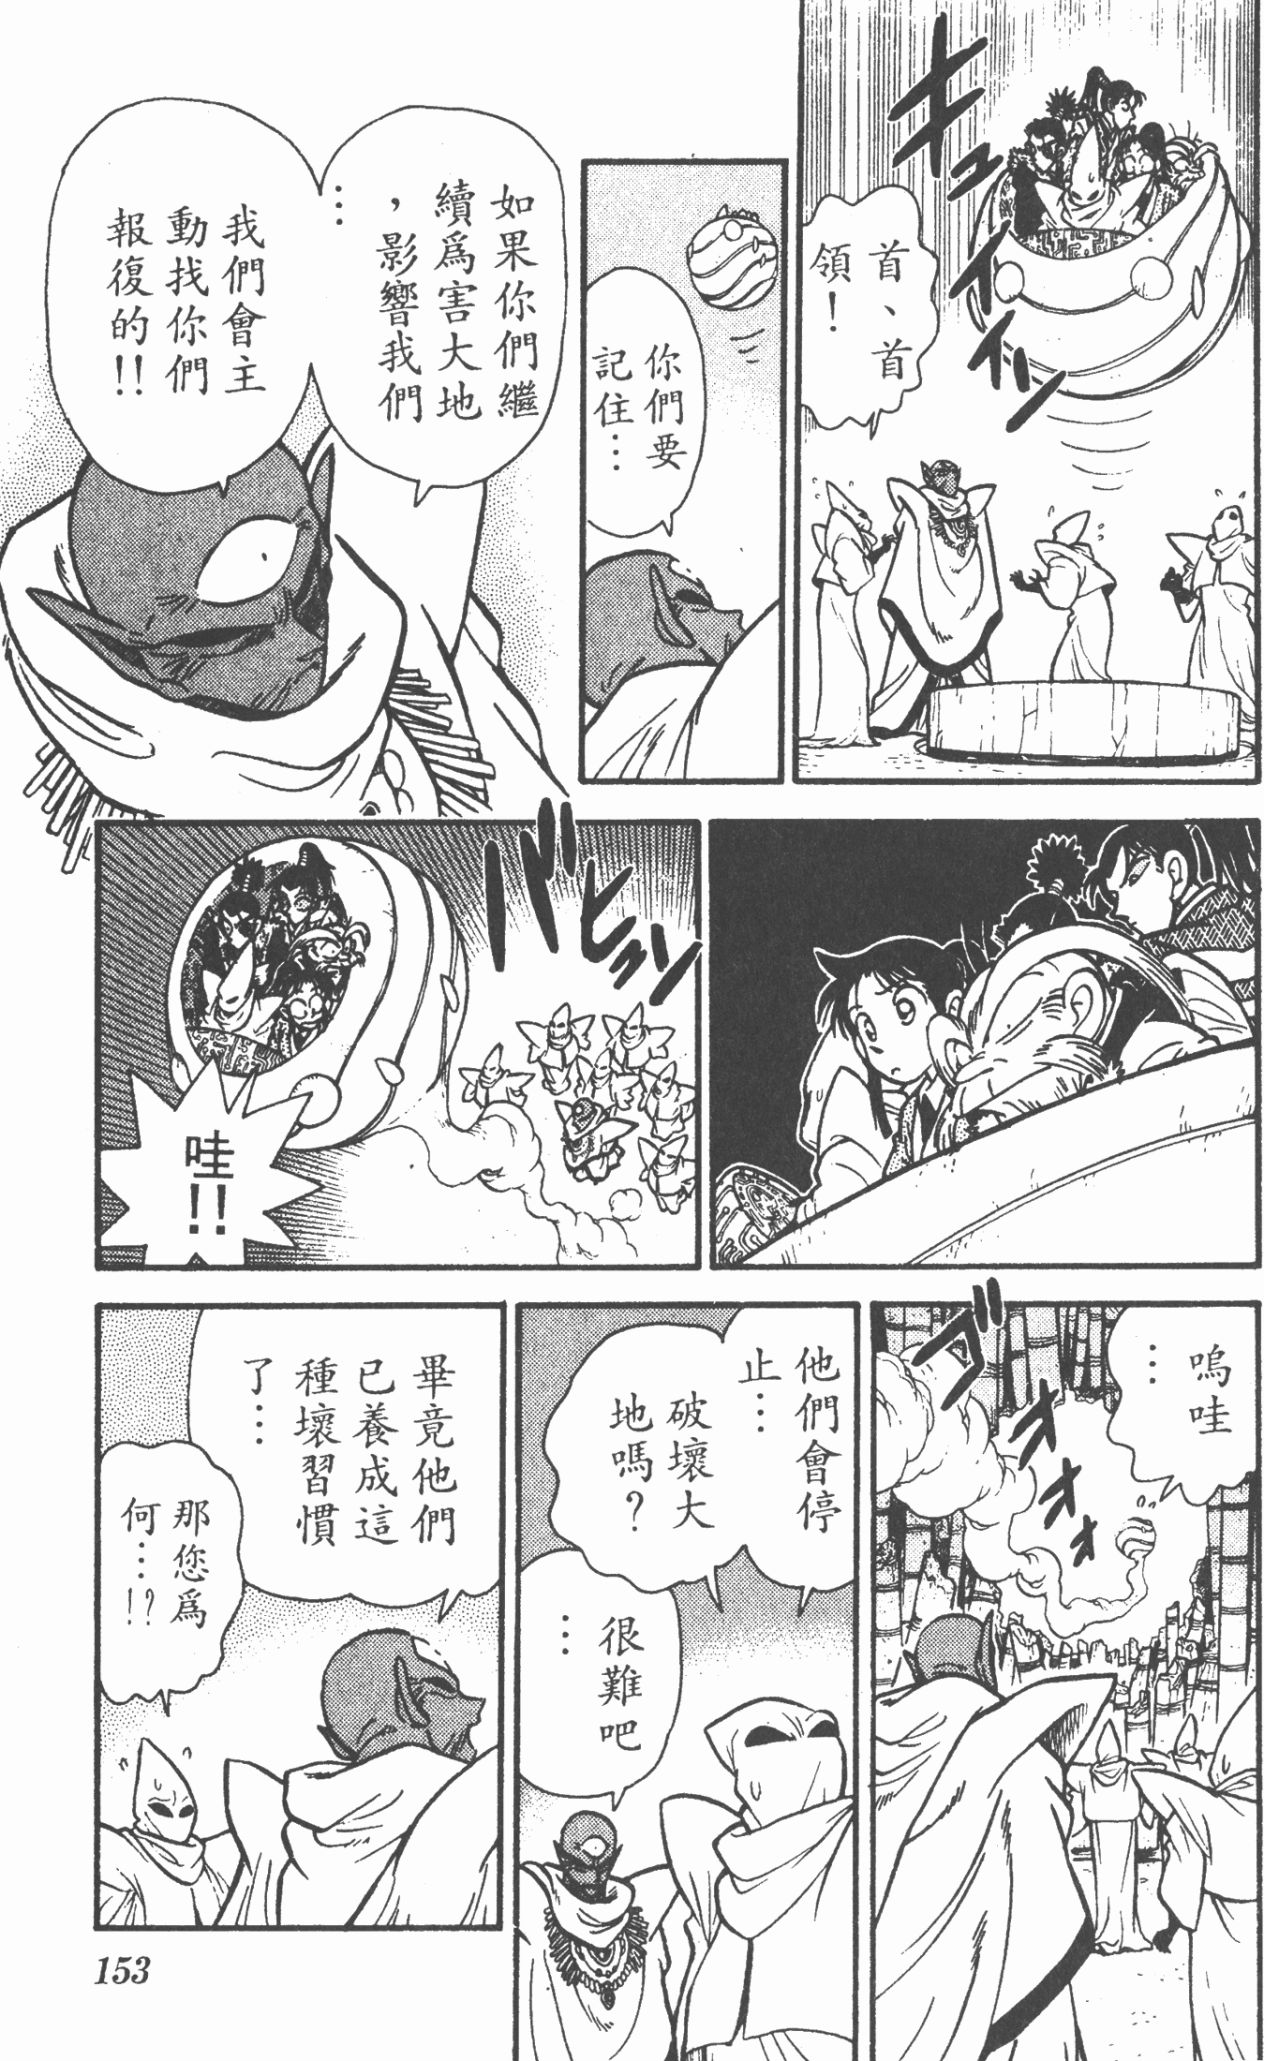 キュイイン
首、首
領！
你們要
記住…
如果你們繼
續爲害大地
，影響我們
…
我們會主
動找你們
報復的!!
バビュン
哇!!
嗚哇
…
ゴオオオ
他們會停
止…
破壞大
地嗎？
很難吧
…
畢竟他們
已養成這
種壞習慣
了…
那您爲
何…!?
153